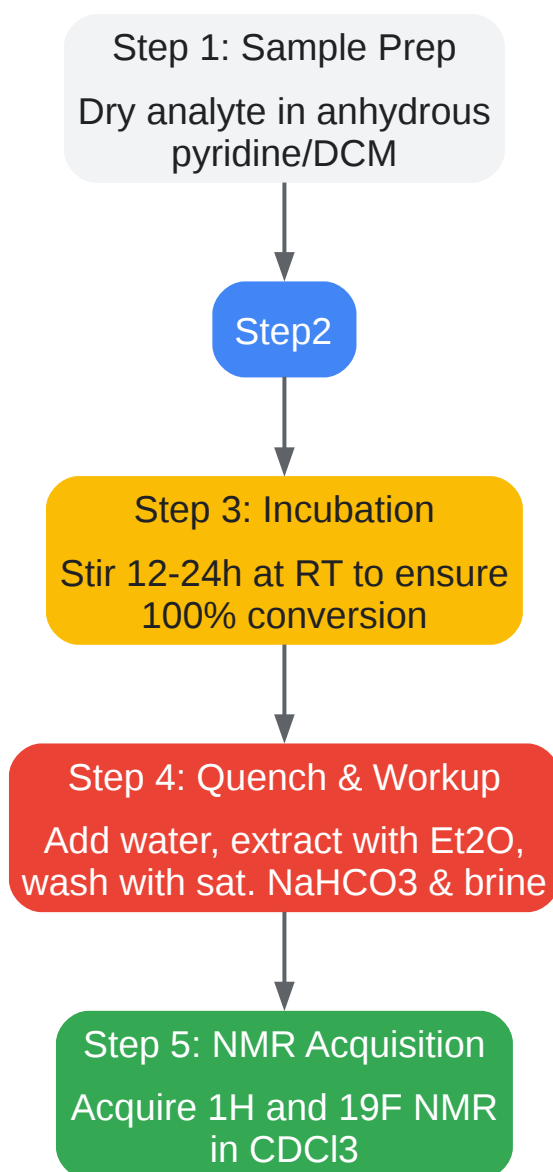 Step 1: Sample Prep
Dry analyte in anhydrous
pyridine/DCM
Step2
Step 3: Incubation
Stir 12-24h at RT to ensure
100% conversion
Step 4: Quench & Workup
Add water, extract with Et2O,
wash with sat. NaHCO3 & brine
Step 5: NMR Acquisition
Acquire 1H and 19F NMR
in CDCl3